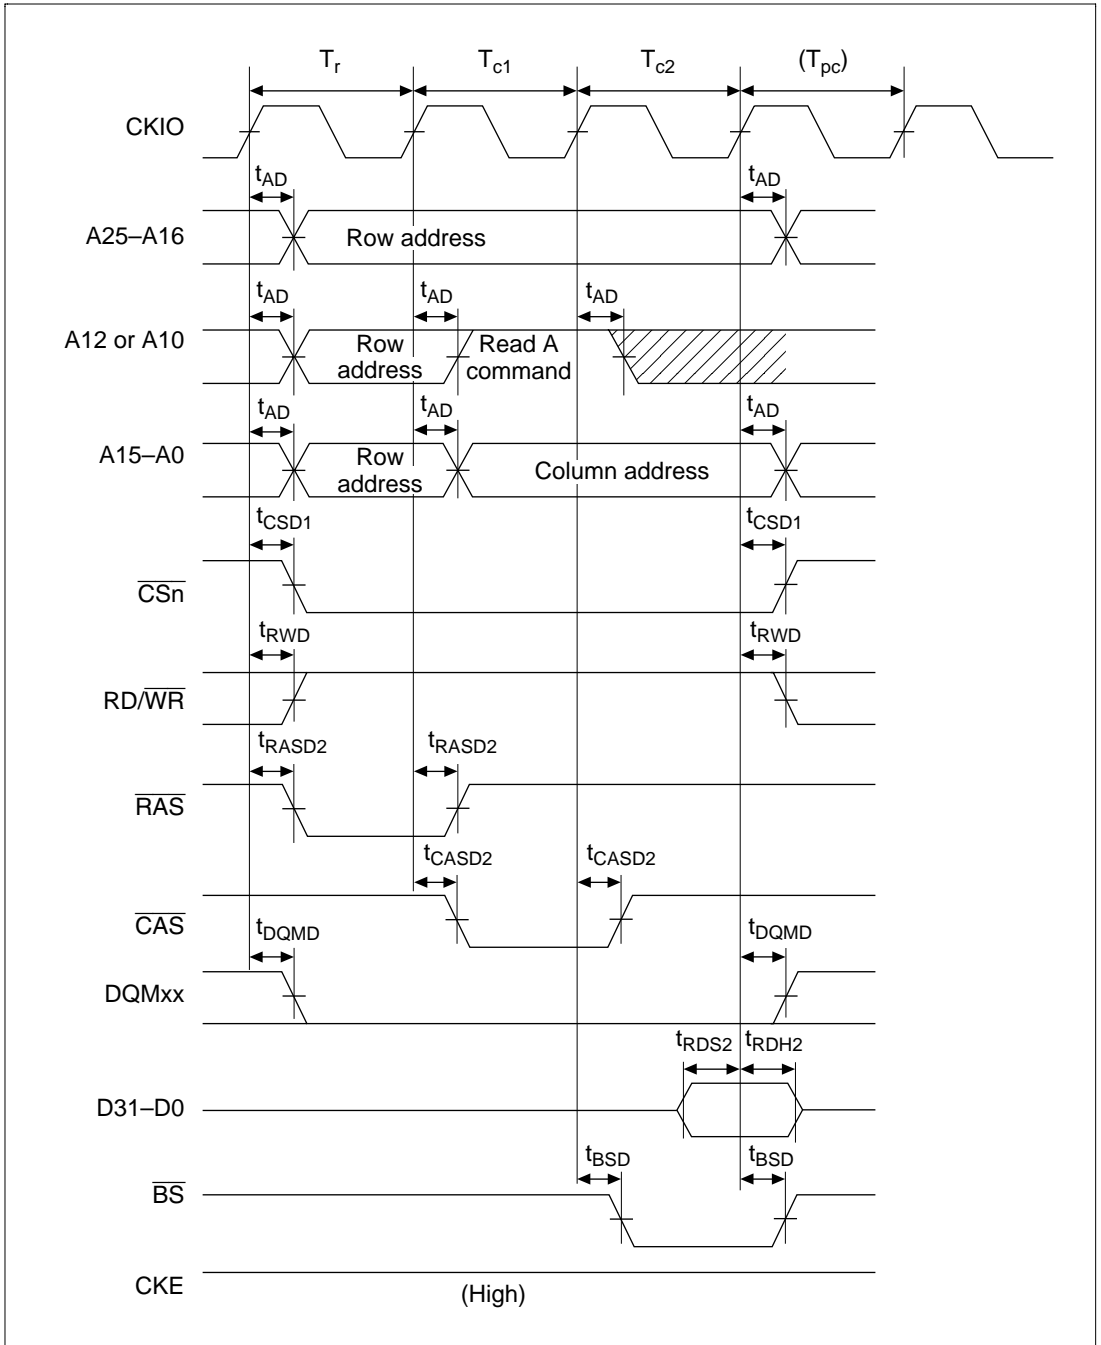 Tr Tc1 Tc2 (Tpc)
CKIO
tAD tAD
A25–A16 Row address
tAD tAD tAD
A12 or A10 Row address Read A command
tAD tAD tAD
A15–A0 Row address Column address
tCSD1 tCSD1
CSn
tRWD tRWD
RD/WR
tRASD2 tRASD2
RAS
tCASD2 tCASD2
CAS
tDQMD tDQMD
DQMxx
tRDS2 tRDH2
D31–D0
tBSD tBSD
BS
CKE (High)